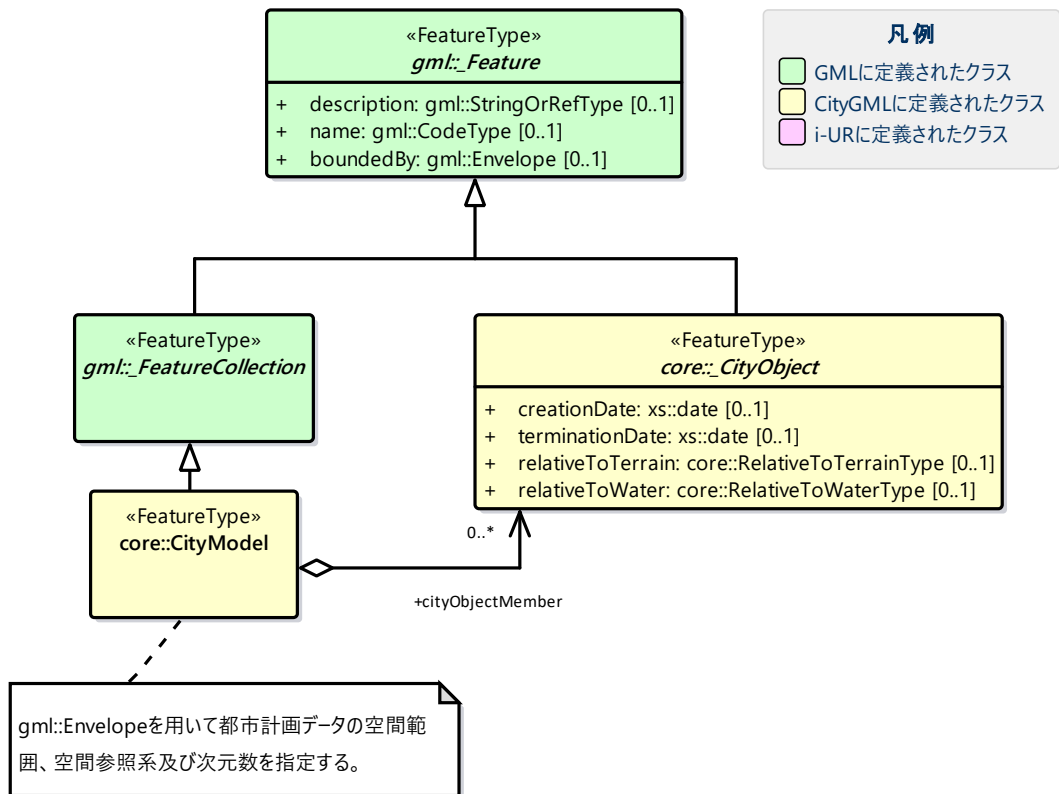 «FeatureType»
gml::_Feature
+ description: gml::StringOrRefType [0..1]
+ name: gml::CodeType [0..1]
+ boundedBy: gml::Envelope [0..1]
凡例
GMLに定義されたクラス
CityGMLに定義されたクラス
i-URに定義されたクラス
«FeatureType»
gml::_FeatureCollection
«FeatureType»
core::_CityObject
+ creationDate: xs::date [0..1]
+ terminationDate: xs::date [0..1]
+ relativeToTerrain: core::RelativeToTerrainType [0..1]
+ relativeToWater: core::RelativeToWaterType [0..1]
«FeatureType»
core::CityModel
0..*
+cityObjectMember
gml::Envelopeを用いて都市計画データの空間範
囲、空間参照系及び次元数を指定する。